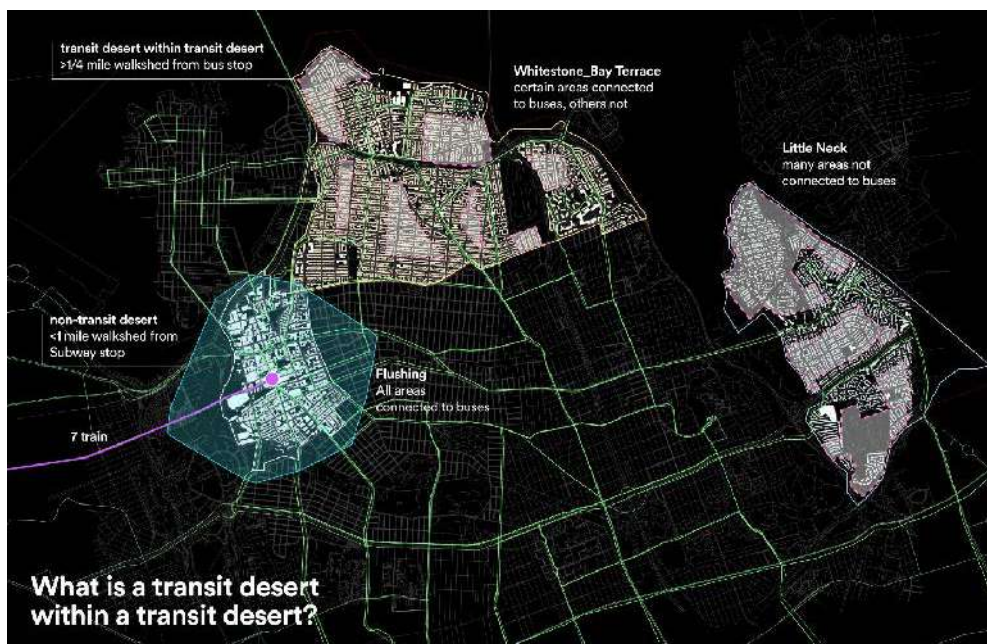 transit desert within transit desert
>1/4 mile walkshed from bus stop
Whitestone_Bay Terrace
certain areas connected
to buses, others not
Little Neck
many areas not
connected to buses
non-transit desert
<1 mile walkshed from
Subway stop
Flushing
All areas
connected to buses
7 train
What is a transit desert
within a transit desert?